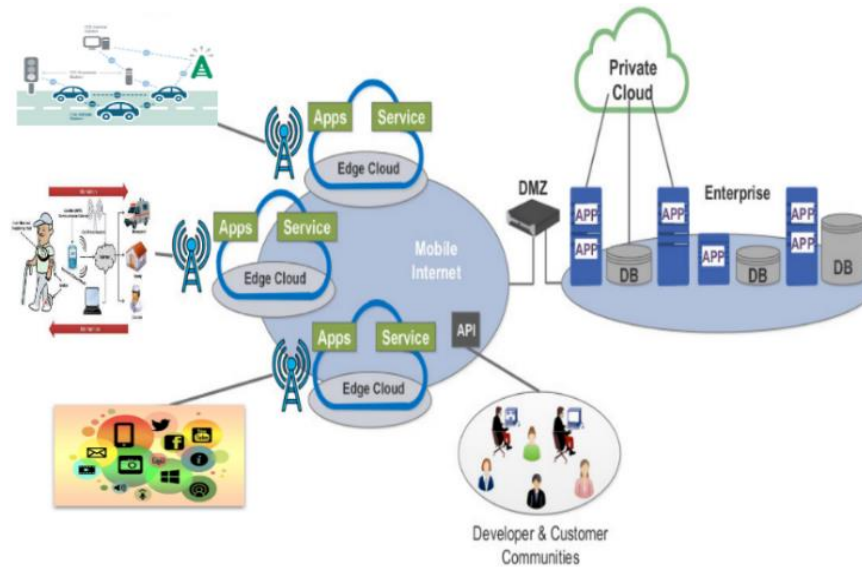 Private
Cloud
Apps
Service
Edge Cloud
DMZ
Enterprise
APP
APP
APP
APP
APP
APP
DB
DB
DB
Apps
Service
Edge Cloud
Mobile
Internet
Apps
Service
API
Edge Cloud
Developer & Customer
Communities